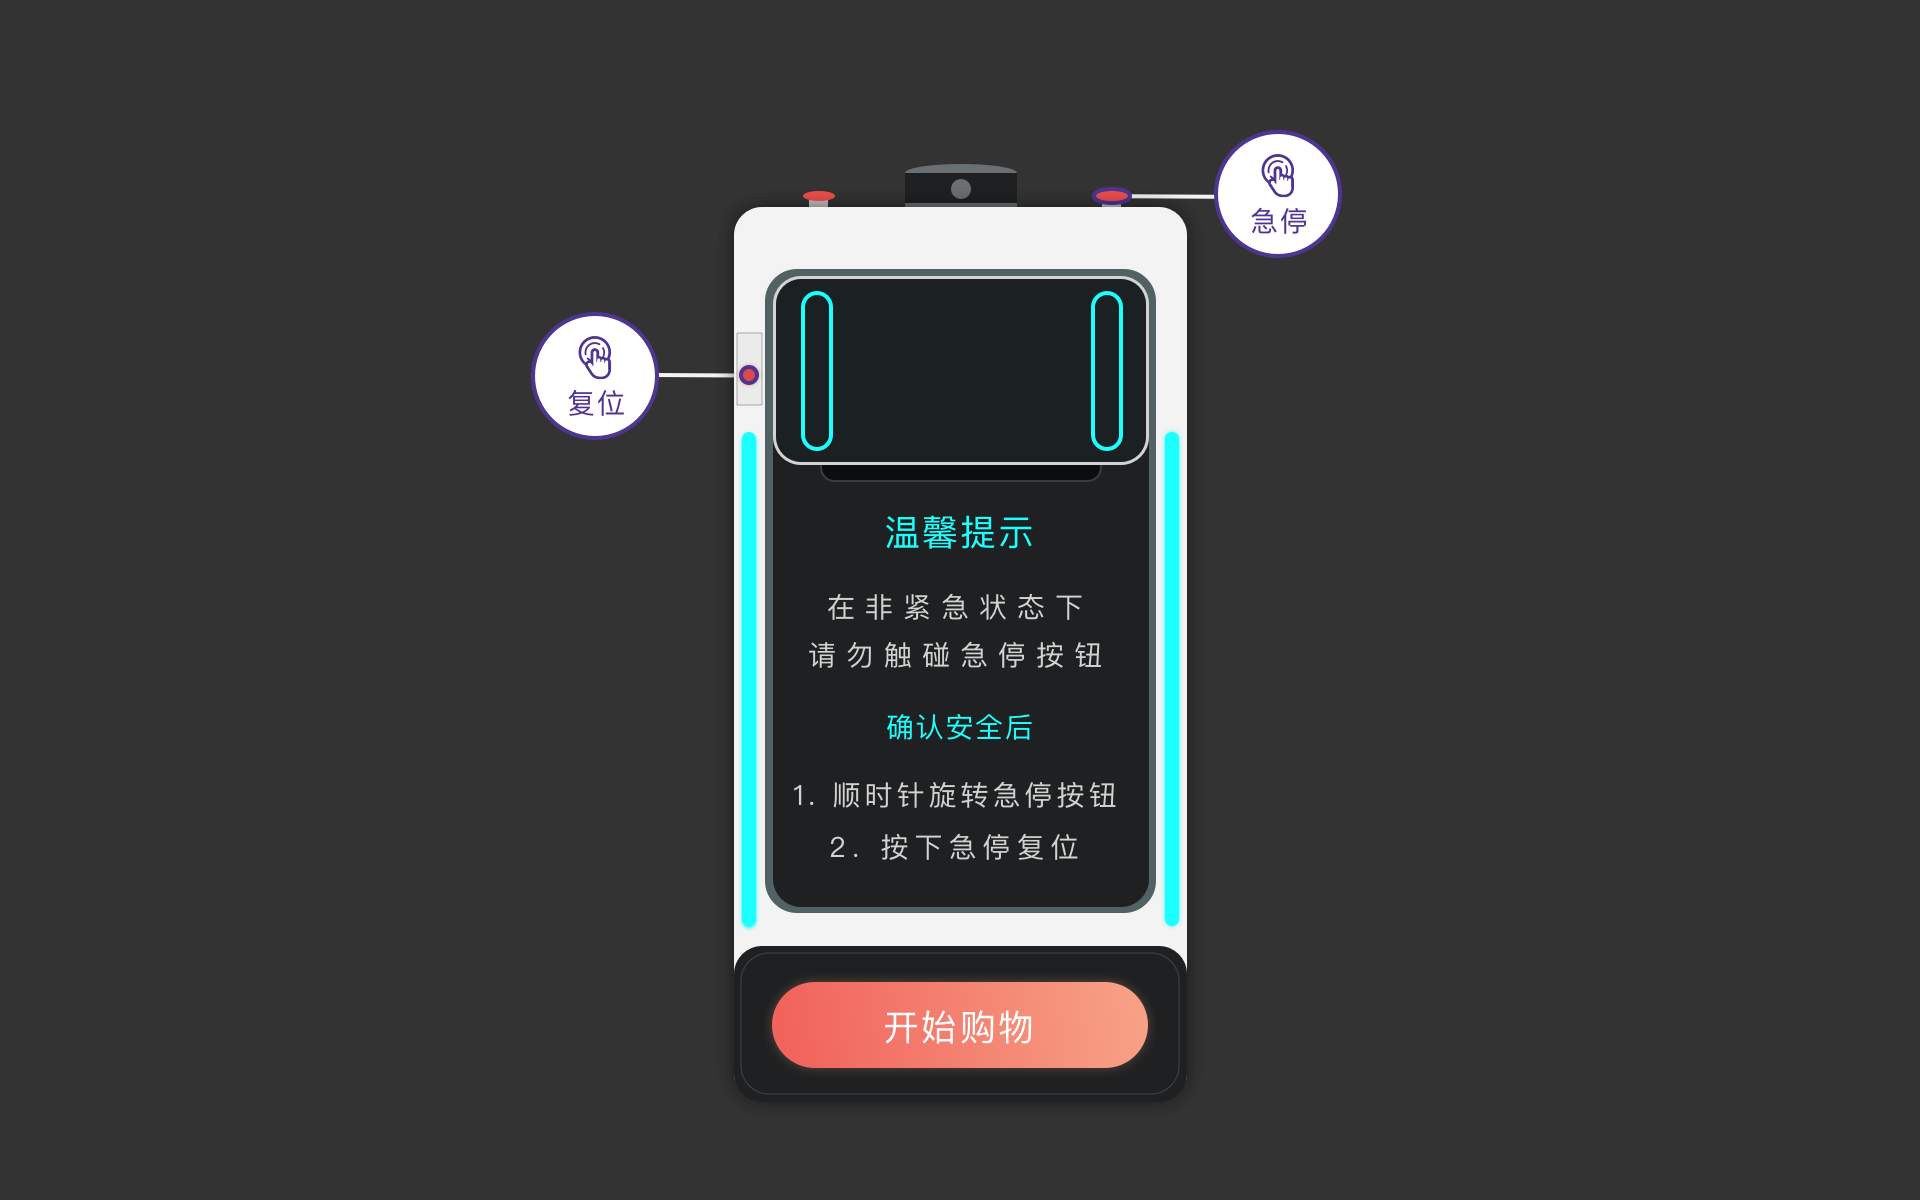 急停
复位
温馨提示
在非紧急状态下
请勿触碰急停按钮
确认安全后
1. 顺时针旋转急停按钮
2. 按下急停复位
开始购物